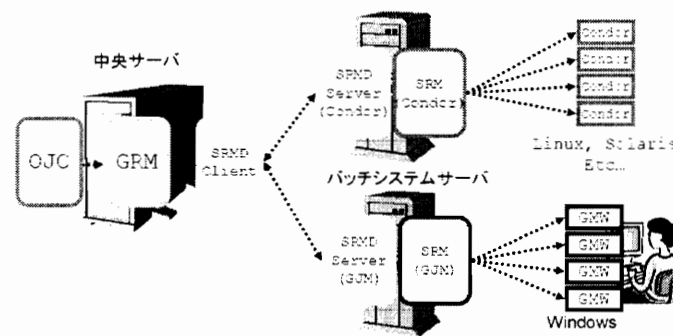 中央サーバ
OJC
GRM
SRMD
Client
SRMD
Server
(Condor)
SRM
(Condor)
Condor
Condor
Condor
Condor
Linux, Solaris
Etc…
バッチシステムサーバ
SRMD
Server
(GJM)
SRM
(GJM)
GMW
GMW
GMW
GMW
Windows